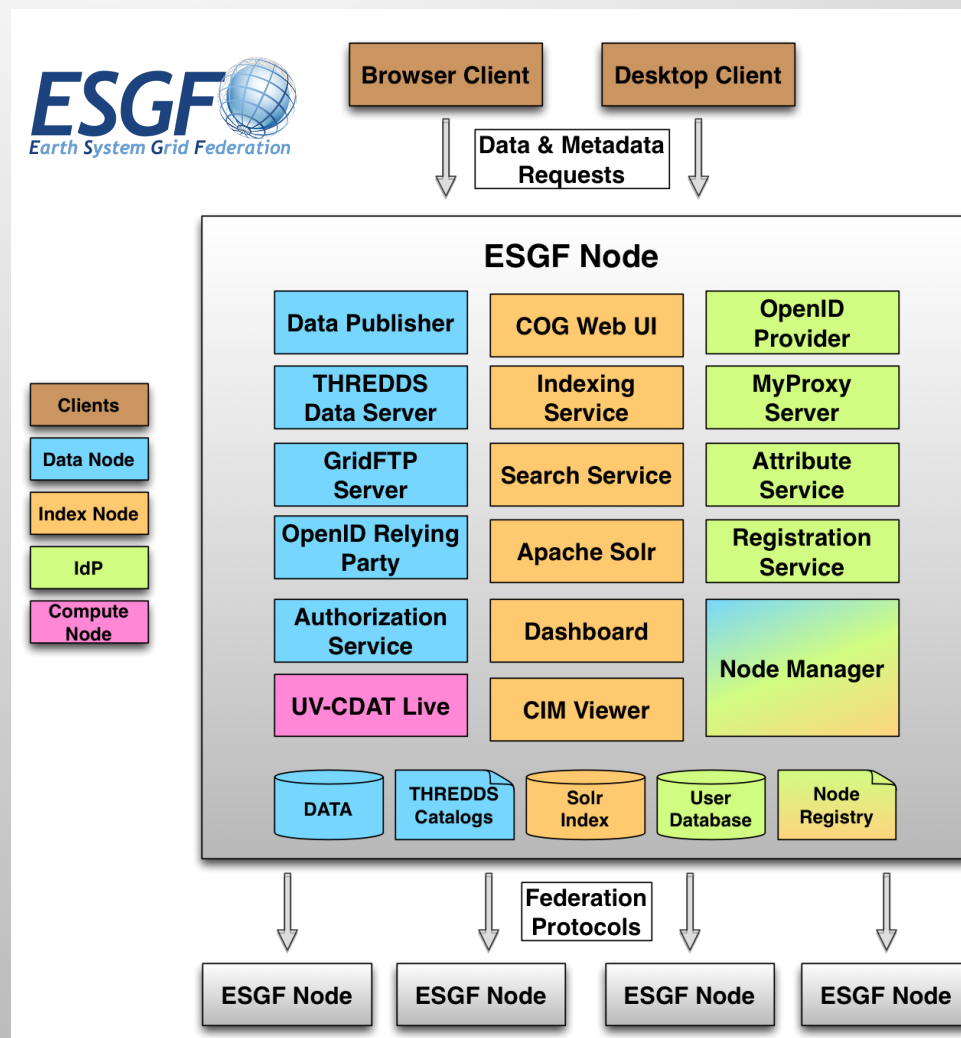 Browser Client
Desktop Client
ESGF
Earth System Grid Federation
Data & Metadata
Requests
ESGF Node
Data Publisher
COG Web UI
OpenID
Provider
THREDDS
Data Server
Indexing
Service
MyProxy
Server
Clients
Data Node
Index Node
IdP
Compute
Node
GridFTP
Server
Search Service
Attribute
Service
OpenID Relying
Party
Apache Solr
Registration
Service
Authorization
Service
Dashboard
Node Manager
UV-CDAT Live
CIM Viewer
DATA
THREDDS
Catalogs
Solr
Index
User
Database
Node
Registry
Federation
Protocols
ESGF Node
ESGF Node
ESGF Node
ESGF Node